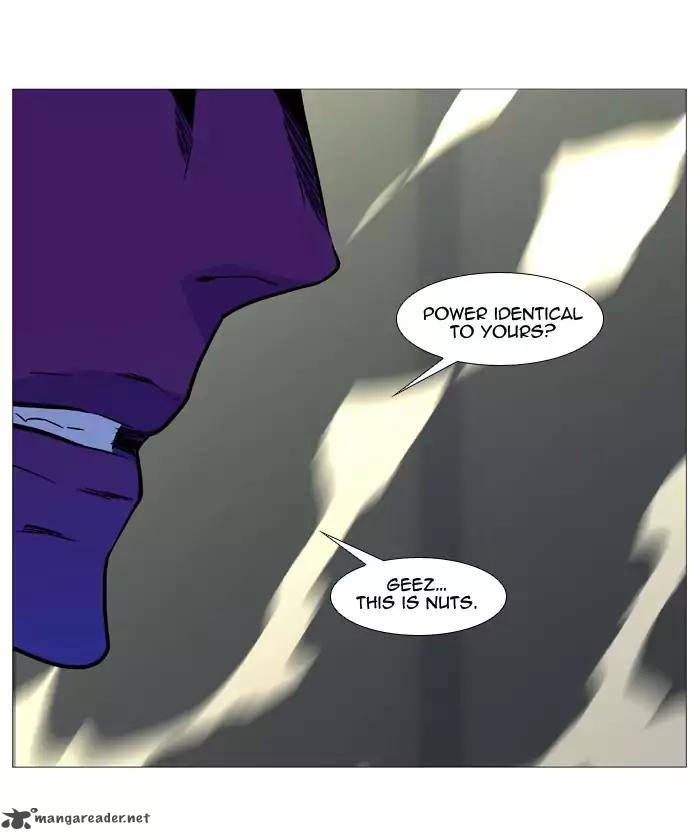 POWER IDENTICAL
TO YOURS?
GEEZ...
THIS IS NUTS.
mangareader.net